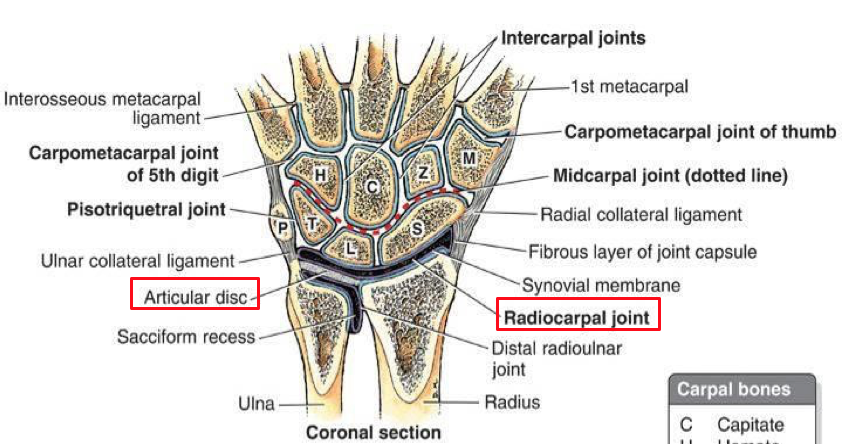 Intercarpal joints
Interosseous metacarpal
ligament
1st metacarpal
Carpometacarpal joint of thumb
Carpometacarpal joint
of 5th digit
Midcarpal joint (dotted line)
Pisotriquetral joint
Radial collateral ligament
Ulnar collateral ligament
Fibrous layer of joint capsule
Articular disc
Synovial membrane
Radiocarpal joint
Sacciform recess
Distal radioulnar
joint
Ulna
Radius
Coronal section
H
C
Z
M
P
T
L
S
Carpal bones
C Capitate